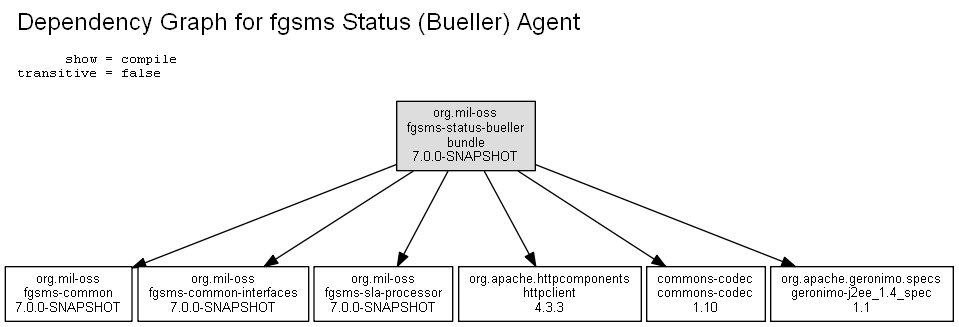 Dependency Graph for fgsms Status (Bueller) Agent
show = compile
transitive = false
org.mil-oss
fgsms-status-bueller
bundle
7.0.0-SNAPSHOT
org.mil-oss
fgsms-common
7.0.0-SNAPSHOT
org.mil-oss
fgsms-common-interfaces
7.0.0-SNAPSHOT
org.mil-oss
fgsms-sla-processor
7.0.0-SNAPSHOT
org.apache.httpcomponents
httpclient
4.3.3
commons-codec
commons-codec
1.10
org.apache.geronimo.specs
geronimo-j2ee_1.4_spec
1.1